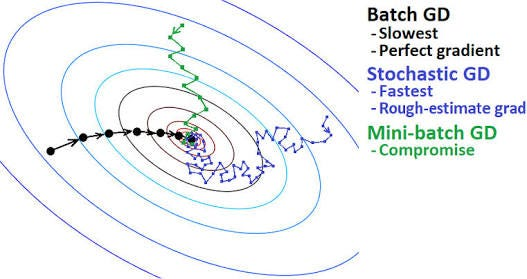 Batch GD
- Slowest
- Perfect gradient
Stochastic GD
- Fastest
- Rough-estimate grad
Mini-batch GD
- Compromise